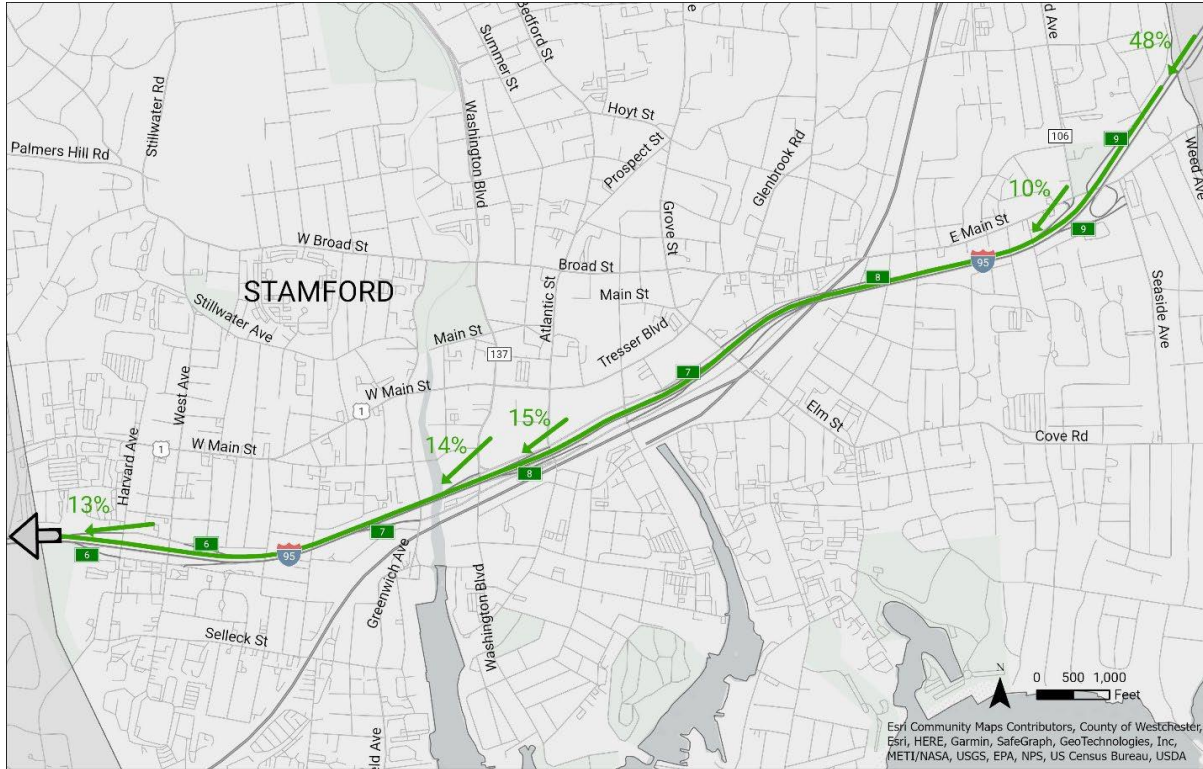 Bedford St
Summer St
48%
Stillwater Rd
Washington Blvd
Hoyt St
106
9
Palmers Hill Rd
Prospect St
Glenbrook Rd
Weed Ave
10%
Grove St
E Main St
9
W Broad St
Broad St
95
8
STAMFORD
Main St
Atlantic St
Seaside Ave
Stillwater Ave
Main St
Tresser Blvd
137
7
W Main St
1
West Ave
15%
Elm St
14%
Cove Rd
W Main St
1
Harvard Ave
8
13%
7
6
6
95
Greenwich Ave
Washington Blvd
Selleck St
N
0 500 1,000
Feet
Esri Community Maps Contributors, County of Westchester,
Esri, HERE, Garmin, SafeGraph, GeoTechnologies, Inc,
METI/NASA, USGS, EPA, NPS, US Census Bureau, USDA